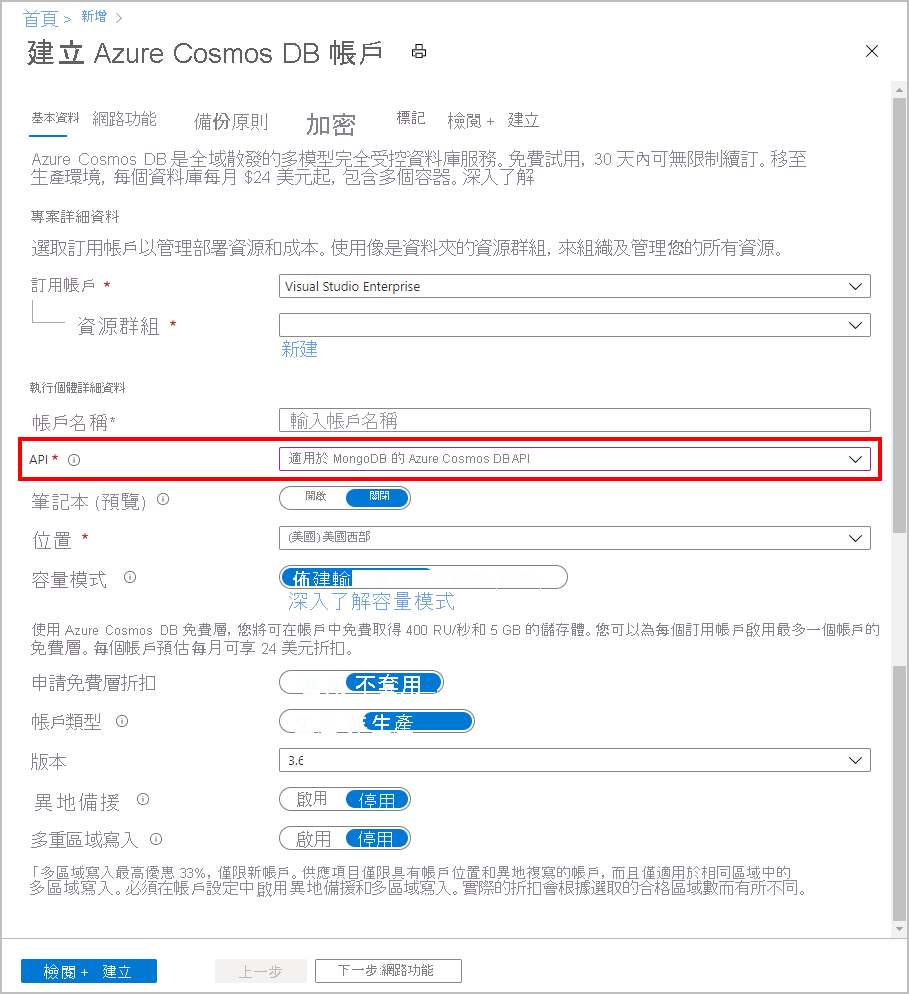 首頁 > 新增 >
建立 Azure Cosmos DB 帳戶
基本資料 網路功能 備份原則 加密 標記 檢閱 + 建立
Azure Cosmos DB 是全域散發的多模型完全受控資料庫服務。免費試用, 30 天內可無限制續訂。移至
生產環境, 每個資料庫每月 $24 美元起, 包含多個容器。深入了解
專案詳細資料
選取訂用帳戶以管理部署資源和成本。使用像是資料夾的資源群組, 來組織及管理您的所有資源。
訂用帳戶 * Visual Studio Enterprise
資源群組 *
新建
執行個體詳細資料
帳戶名稱* 輸入帳戶名稱
API * 適用於 MongoDB 的 Azure Cosmos DB API
筆記本 (預覽) 開啟 關閉
位置 * (美國) 美國西部
容量模式 佈建輸
深入了解容量模式
使用 Azure Cosmos DB 免費層, 您將可在帳戶中免費取得 400 RU/秒和 5 GB 的儲存體。您可以為每個訂用帳戶啟用最多一個帳戶的
免費層。每個帳戶預估每月可享 24 美元折扣。
申請免費層折扣 不套用
帳戶類型 生產
版本 3.6
異地備援 啟用 停用
多重區域寫入 啟用 停用
「多區域寫入最高優惠 33%, 僅限新帳戶。供應項目僅限具有帳戶位置和異地複寫的帳戶, 而且僅適用於相同區域中的
多區域寫入。必須在帳戶設定中啟用異地備援和多區域寫入。實際的折扣會根據選取的合格區域數而有所不同。
檢閱 + 建立 上一步 下一步:網路功能